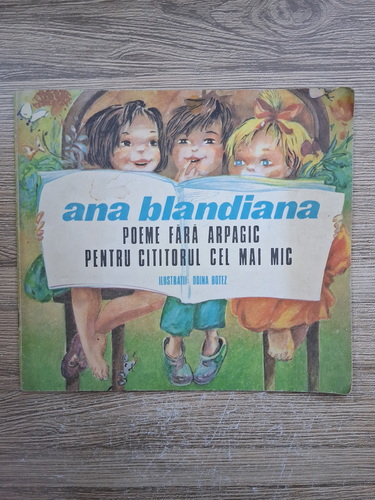 ana blandiana
POEME FĂRĂ ARPAGIC
PENTRU CITITORUL CEL MAI MIC
ILUSTRAȚII DOINA BOTEZ